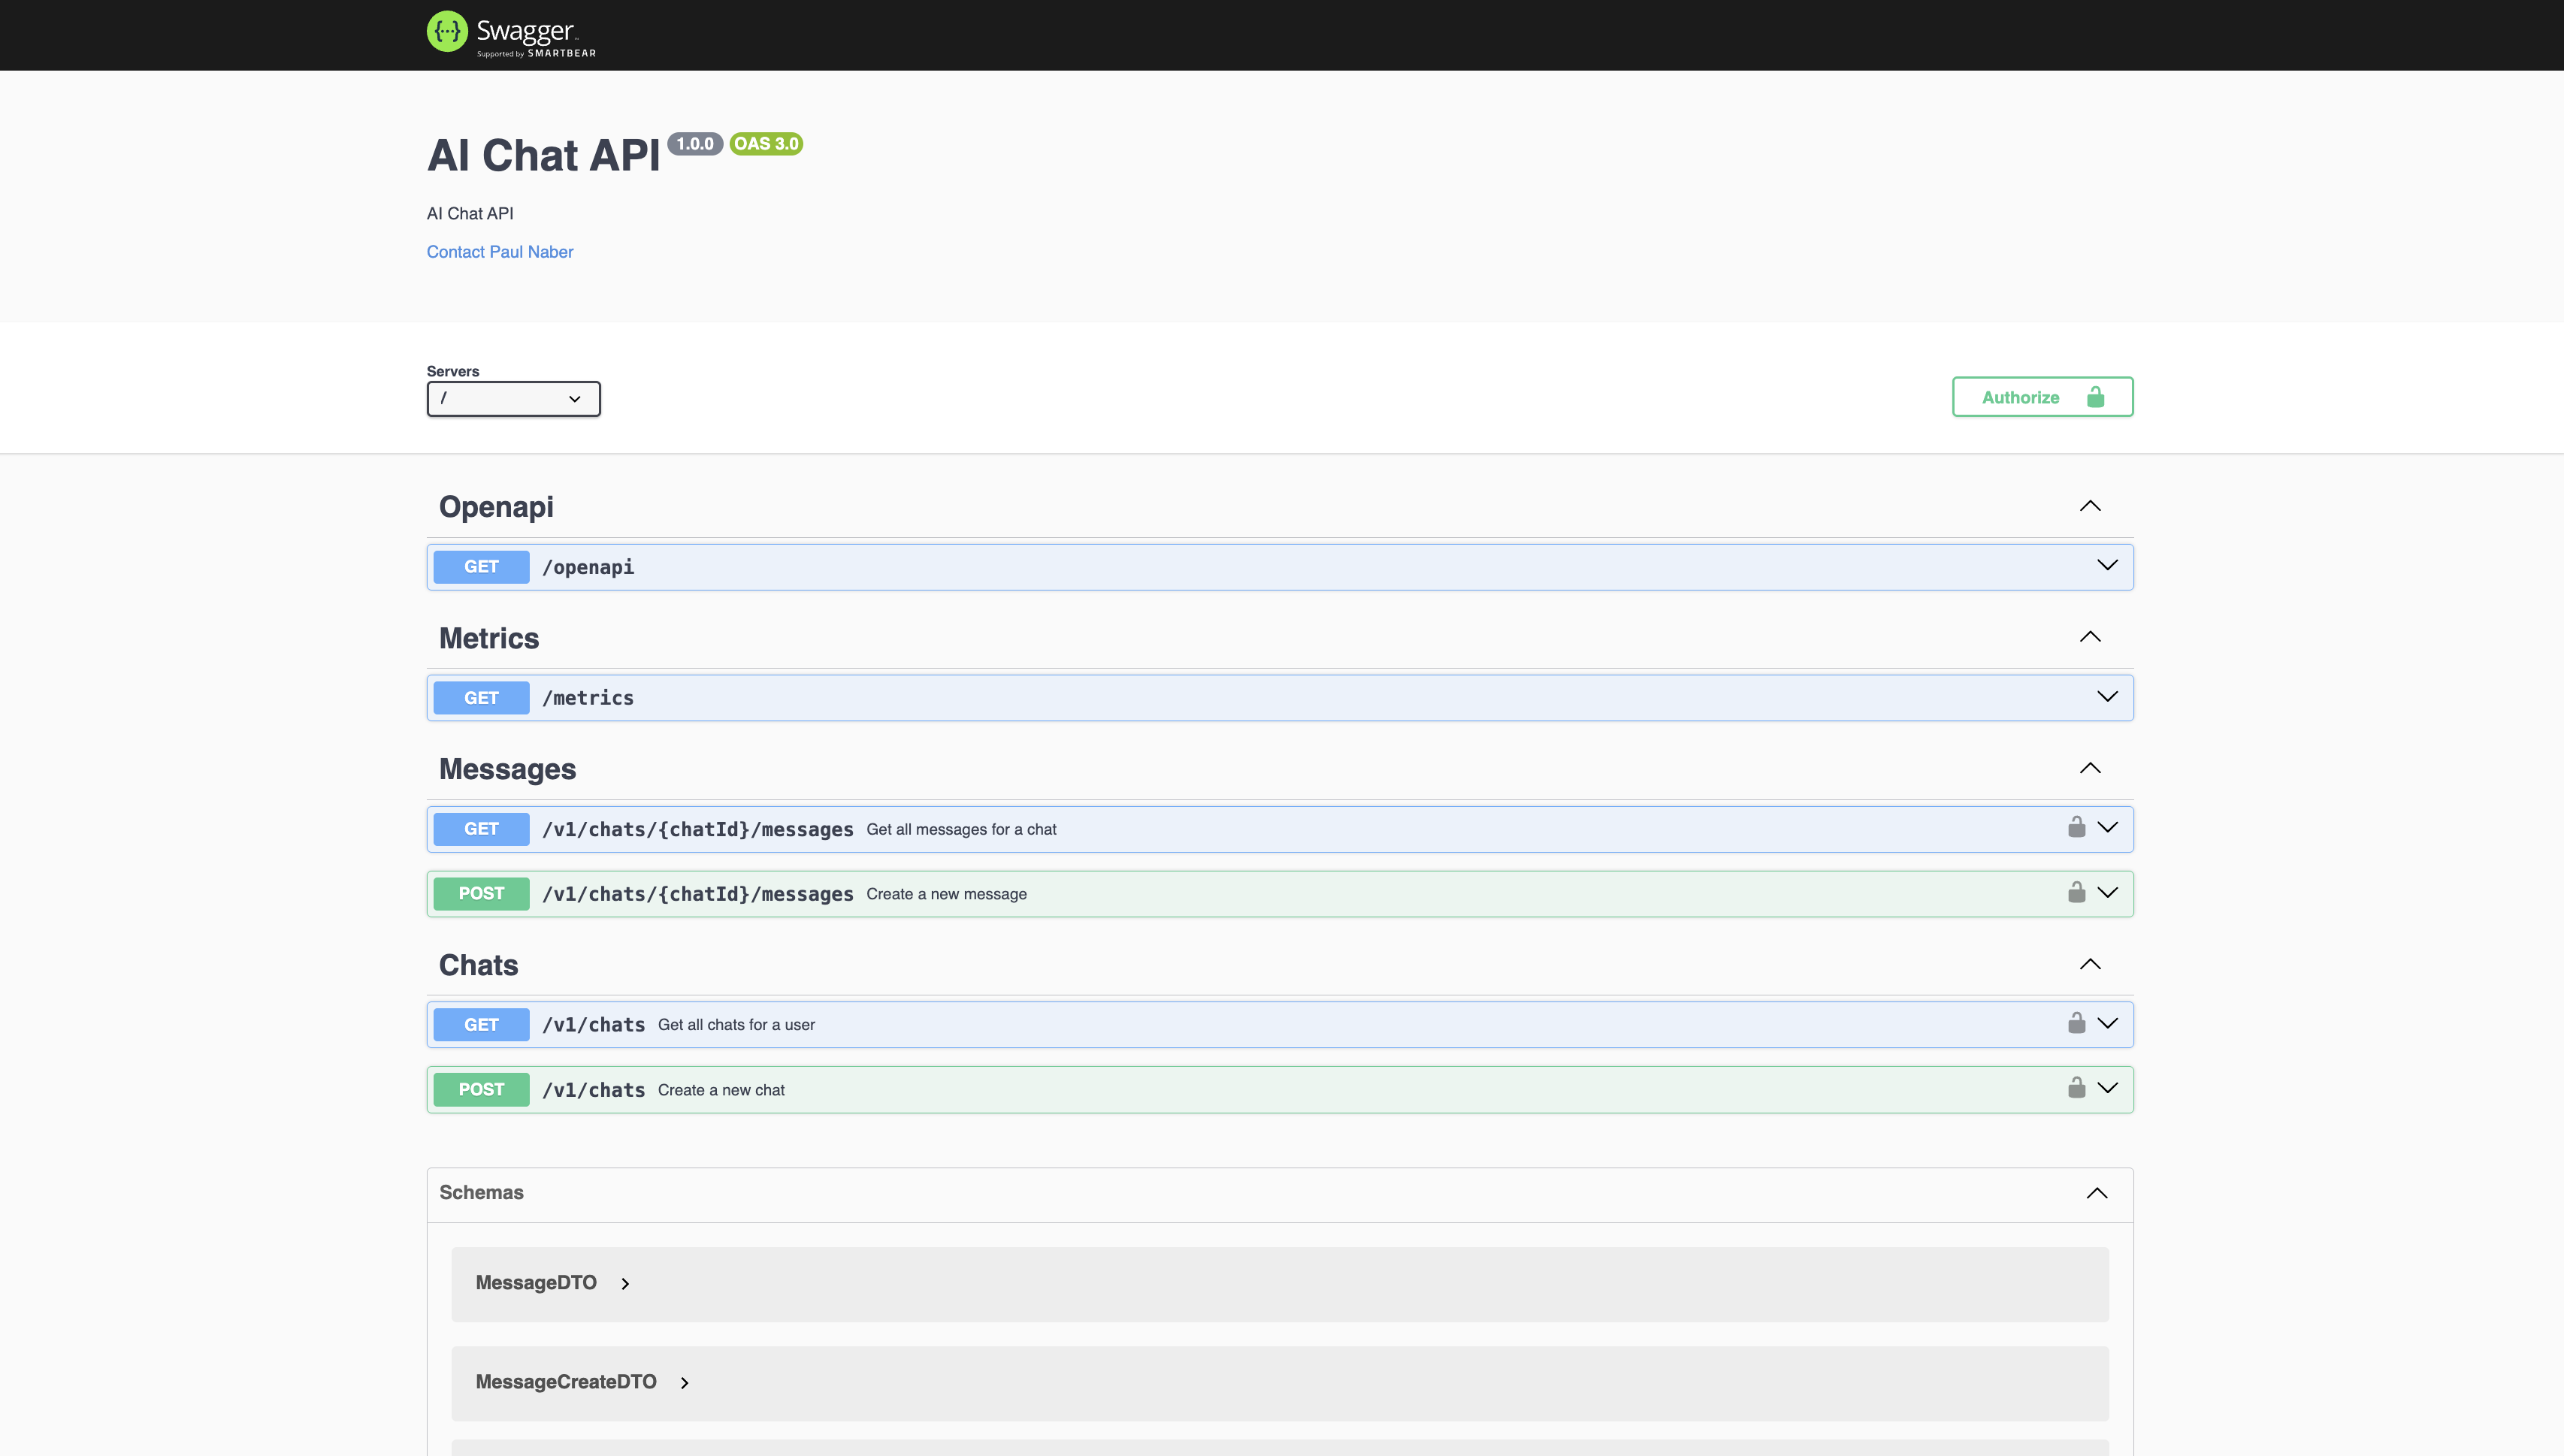 Swagger
Supported by SMARTBEAR
AI Chat API 1.0.0 OAS 3.0
AI Chat API
Contact Paul Naber
Servers
/
Authorize
Openapi
GET /openapi
Metrics
GET /metrics
Messages
GET /v1/chats/{chatId}/messages Get all messages for a chat
POST /v1/chats/{chatId}/messages Create a new message
Chats
GET /v1/chats Get all chats for a user
POST /v1/chats Create a new chat
Schemas
MessageDTO
MessageCreateDTO